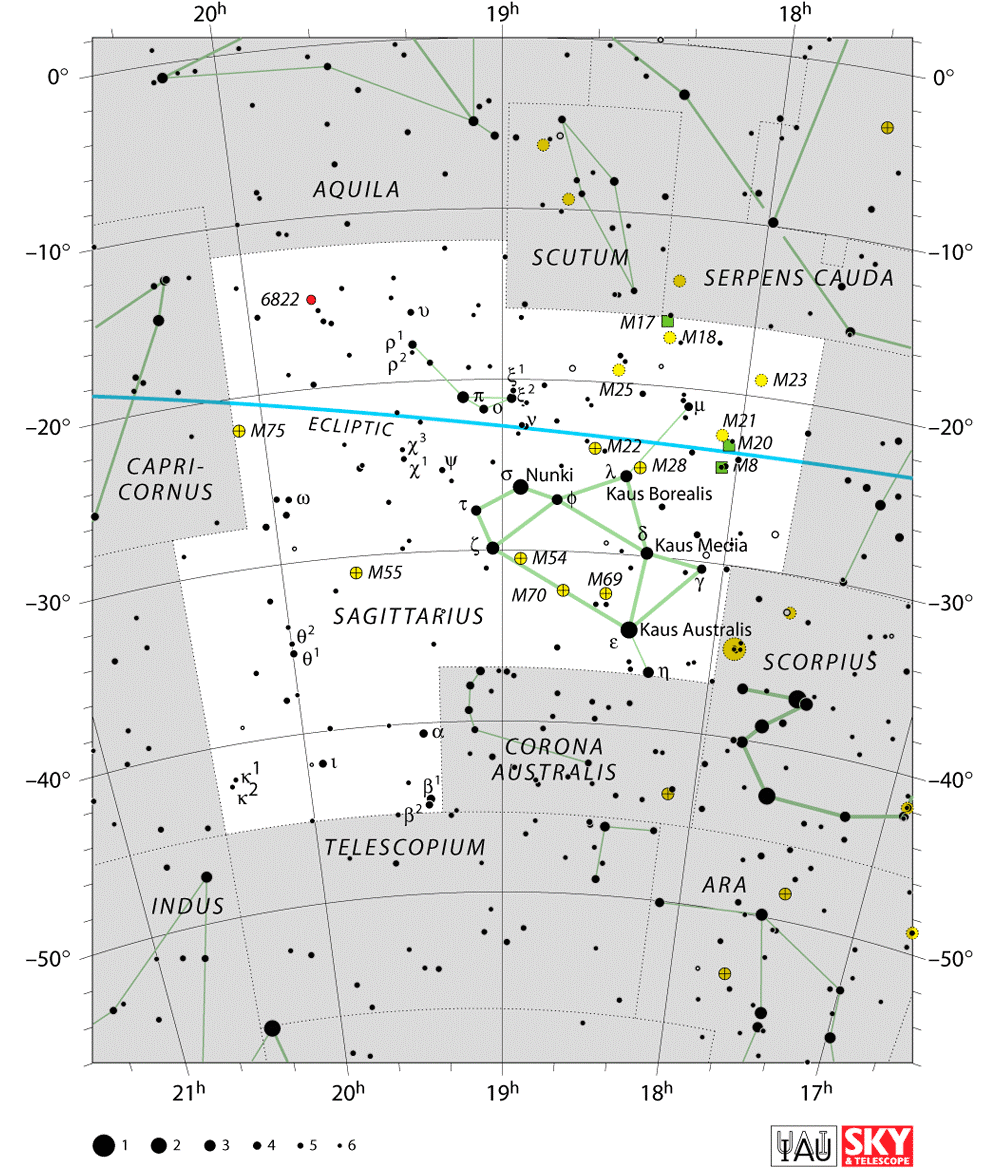 20h 19h 18h
0° 0°
AQUILA
–10° –10°
SCUTUM
SERPENS CAUDA
6822
υ
M17
M18
ρ1
ρ2
ξ1
M25
M23
π
ξ2
ο
μ
–20° –20°
ECLIPTIC
ν
M21
M75
M22
M20
χ3
χ1
ψ
M28
M8
CAPRI-
CORNUS
σ Nunki
λ
Kaus Borealis
ω
τ
φ
δ
ζ
Kaus Media
M54
M55
M69
γ
M70
–30° –30°
SAGITTARIUS
Kaus Australis
ε
θ2
θ1
η
SCORPIUS
α
CORONA
AUSTRALIS
ι
κ1
κ2
β1
β2
–40° –40°
TELESCOPIUM
ARA
INDUS
–50° –50°
21h 20h 19h 18h 17h
1 2 3 4 5 6
IAU
SKY
& TELESCOPE